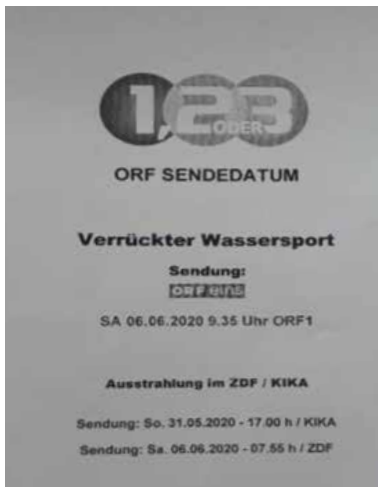 1, 2 ODER 3
ORF SENDEDATUM
Verrückter Wassersport
Sendung:
ORF eins
SA 06.06.2020 9.35 Uhr ORF1
Ausstrahlung im ZDF / KIKA
Sendung: So. 31.05.2020 - 17.00 h / KIKA
Sendung: Sa. 06.06.2020 - 07.55 h / ZDF